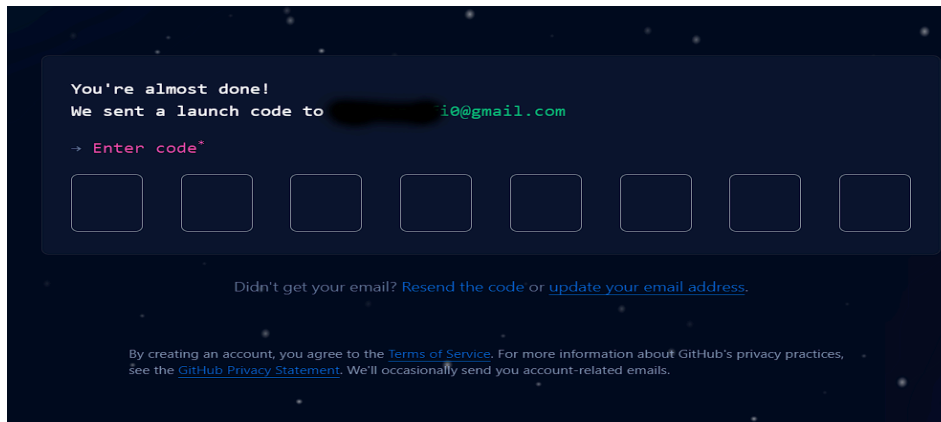 You're almost done!
We sent a launch code to i0@gmail.com
→ Enter code*
Didn't get your email? Resend the code or update your email address.
By creating an account, you agree to the Terms of Service. For more information about GitHub's privacy practices,
see the GitHub Privacy Statement. We'll occasionally send you account-related emails.